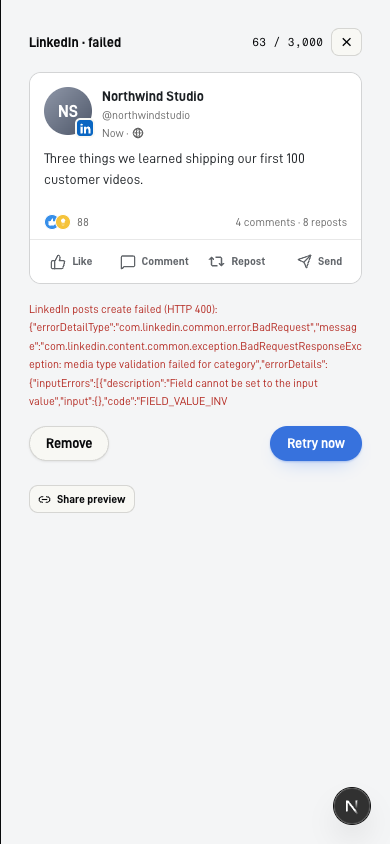 LinkedIn · failed
63 / 3,000
NS
in
Northwind Studio
@northwindstudio
Now ·
Three things we learned shipping our first 100
customer videos.
88
4 comments · 8 reposts
Like
Comment
Repost
Send
LinkedIn posts create failed (HTTP 400):
{"errorDetailType":"com.linkedin.common.error.BadRequest","messag
e":"com.linkedin.content.common.exception.BadRequestResponseExc
eption: media type validation failed for category","errorDetails":
{"inputErrors":[{"description":"Field cannot be set to the input
value","input":{},"code":"FIELD_VALUE_INV
Remove
Retry now
Share preview
N